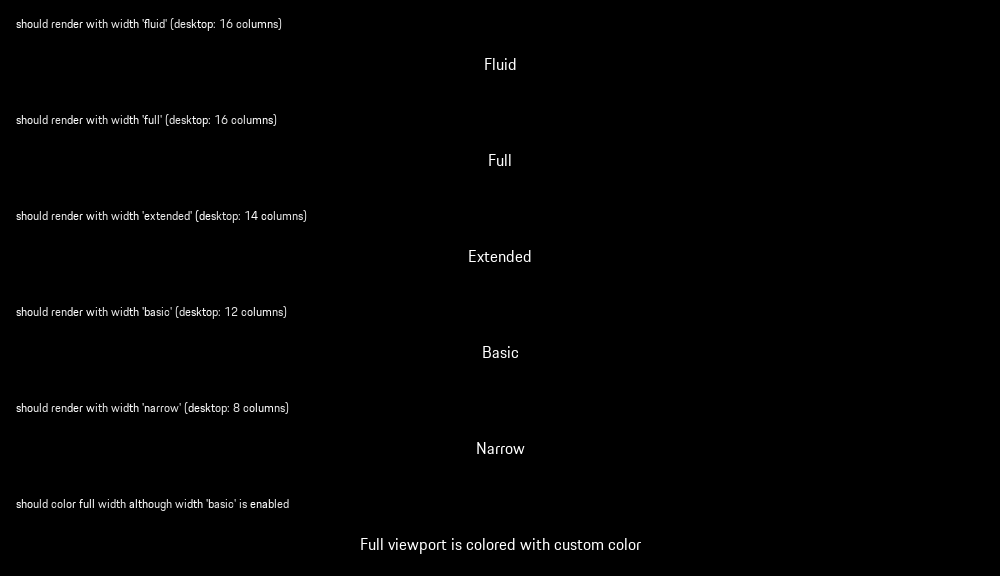 should render with width 'fluid' (desktop: 16 columns)
Fluid
should render with width 'full' (desktop: 16 columns)
Full
should render with width 'extended' (desktop: 14 columns)
Extended
should render with width 'basic' (desktop: 12 columns)
Basic
should render with width 'narrow' (desktop: 8 columns)
Narrow
should color full width although width 'basic' is enabled
Full viewport is colored with custom color